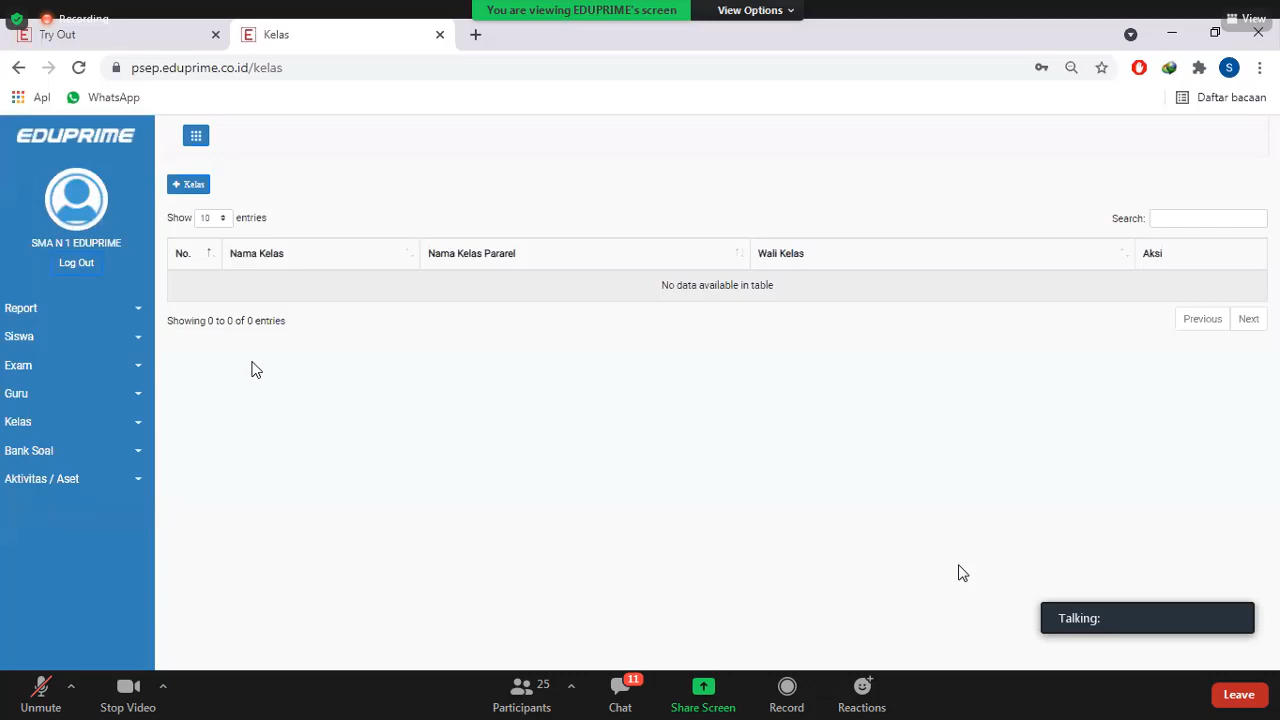 Recording
You are viewing EDUPRIME's screen
View Options
View
E Try Out
E Kelas
psep.eduprime.co.id/kelas
S
Apl
WhatsApp
Daftar bacaan
EDUPRIME
SMA N 1 EDUPRIME
Log Out
Report
Siswa
Exam
Guru
Kelas
Bank Soal
Aktivitas / Aset
+ Kelas
Show 10 entries
Search:
No. Nama Kelas Nama Kelas Pararel Wali Kelas Aksi
No data available in table
Showing 0 to 0 of 0 entries
Previous Next
Talking:
Unmute
Stop Video
25
Participants
11
Chat
Share Screen
Record
Reactions
Leave